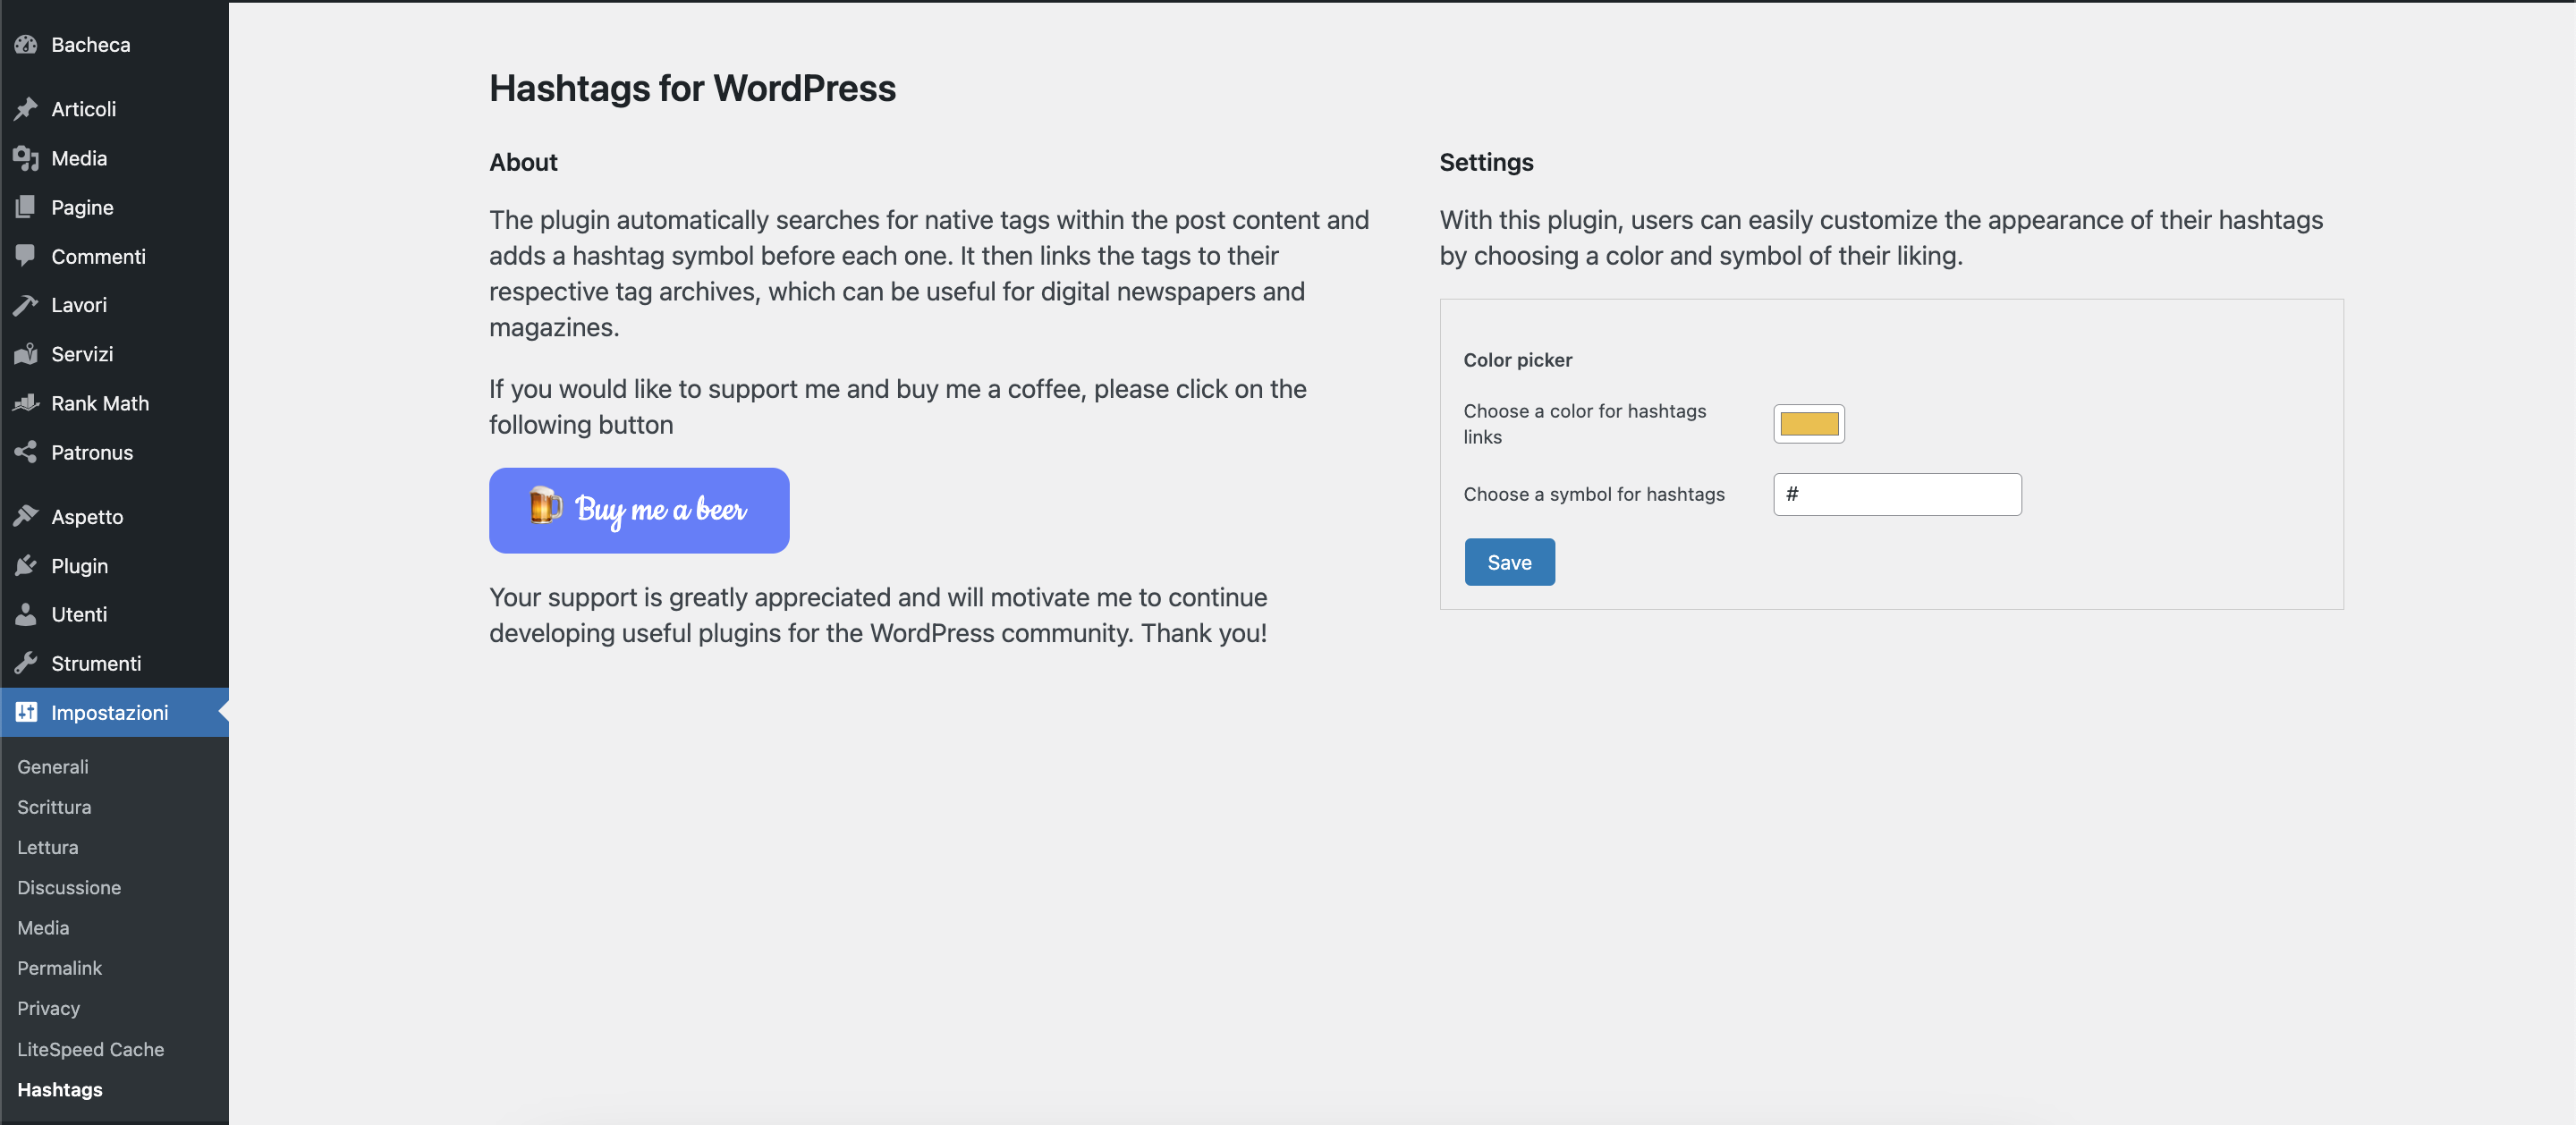 Bacheca
Articoli
Media
Pagine
Commenti
Lavori
Servizi
Rank Math
Patronus
Aspetto
Plugin
Utenti
Strumenti
Impostazioni
Generali
Scrittura
Lettura
Discussione
Media
Permalink
Privacy
LiteSpeed Cache
Hashtags
Hashtags for WordPress
About
The plugin automatically searches for native tags within the post content and
adds a hashtag symbol before each one. It then links the tags to their
respective tag archives, which can be useful for digital newspapers and
magazines.
If you would like to support me and buy me a coffee, please click on the
following button
Buy me a beer
Your support is greatly appreciated and will motivate me to continue
developing useful plugins for the WordPress community. Thank you!
Settings
With this plugin, users can easily customize the appearance of their hashtags
by choosing a color and symbol of their liking.
Color picker
Choose a color for hashtags
links
Choose a symbol for hashtags
#
Save